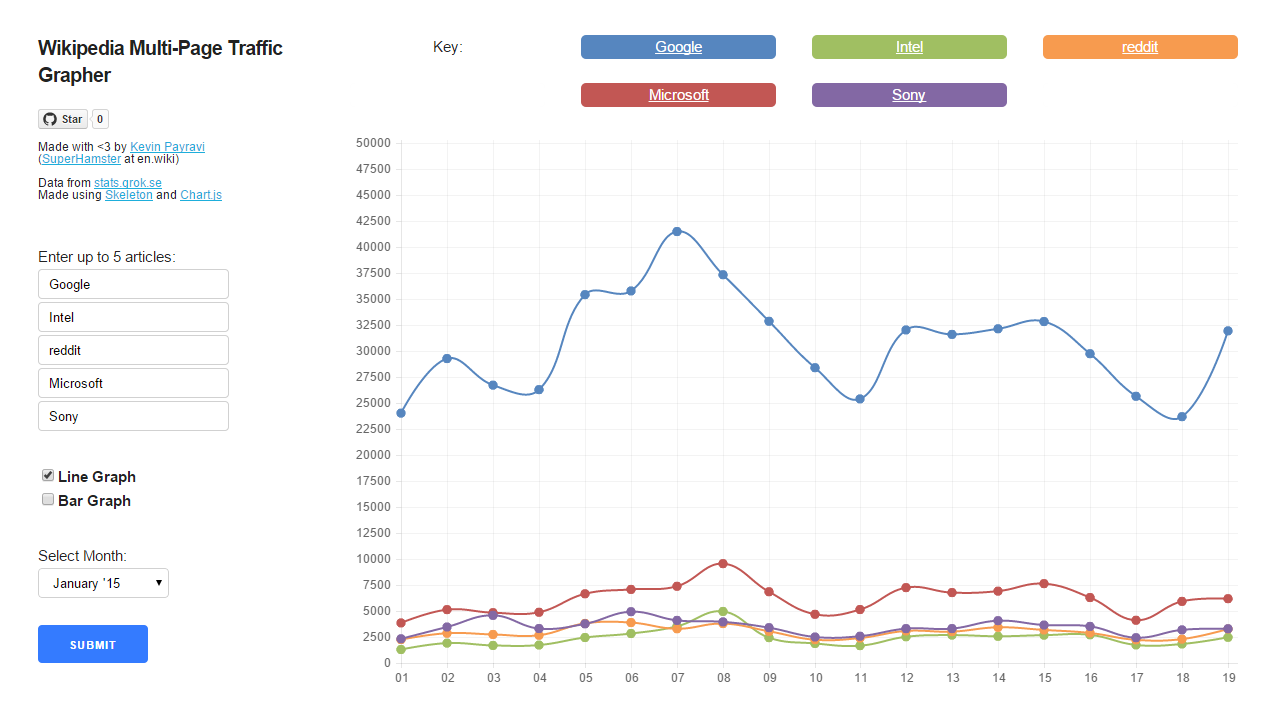 Wikipedia Multi-Page Traffic
Grapher
Star 0
Made with <3 by Kevin Payravi
(SuperHamster at en.wiki)
Data from stats.grok.se
Made using Skeleton and Chart.js
Enter up to 5 articles:
Google
Intel
reddit
Microsoft
Sony
Line Graph
Bar Graph
Select Month:
January '15
SUBMIT
Key:
Google Intel reddit
Microsoft Sony
50000
47500
45000
42500
40000
37500
35000
32500
30000
27500
25000
22500
20000
17500
15000
12500
10000
7500
5000
2500
0
01 02 03 04 05 06 07 08 09 10 11 12 13 14 15 16 17 18 19